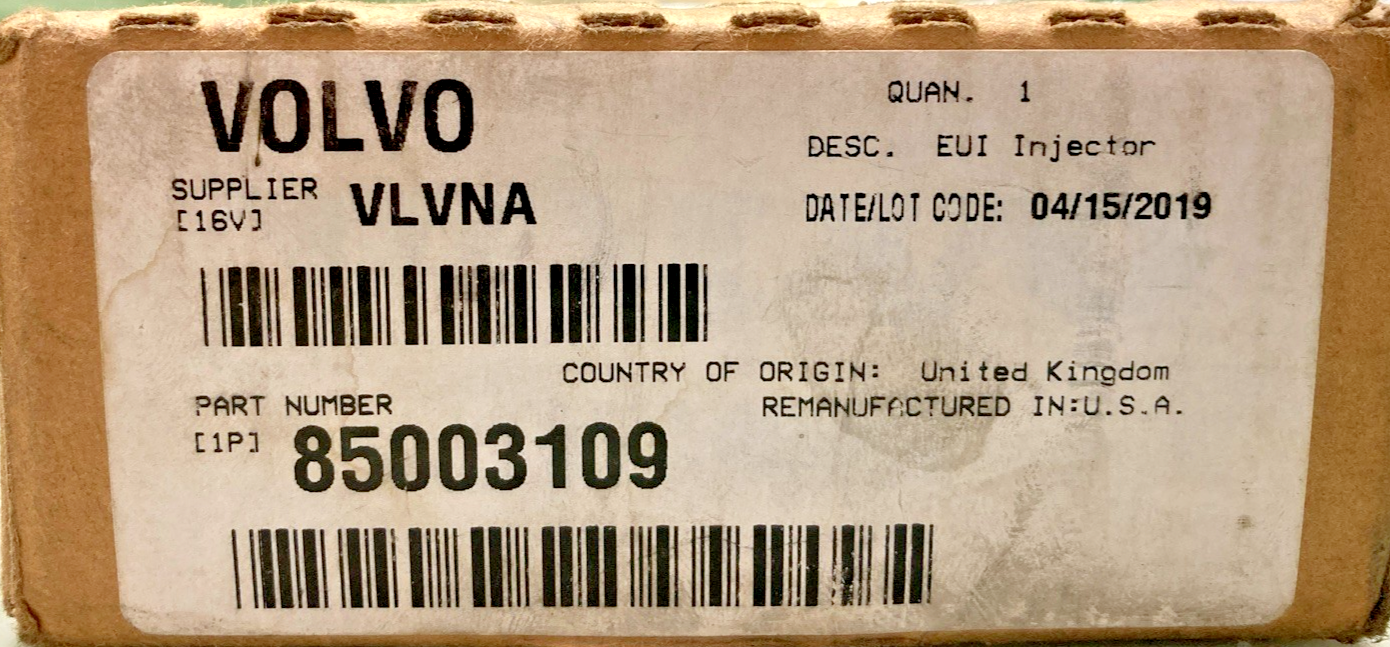 VOLVO
QUAN. 1
DESC. EUI Injector
SUPPLIER
[16V]
VLVNA
DATE/LOT CODE: 04/15/2019
COUNTRY OF ORIGIN: United Kingdom
REMANUFACTURED IN:U.S.A.
PART NUMBER
[1P]
85003109